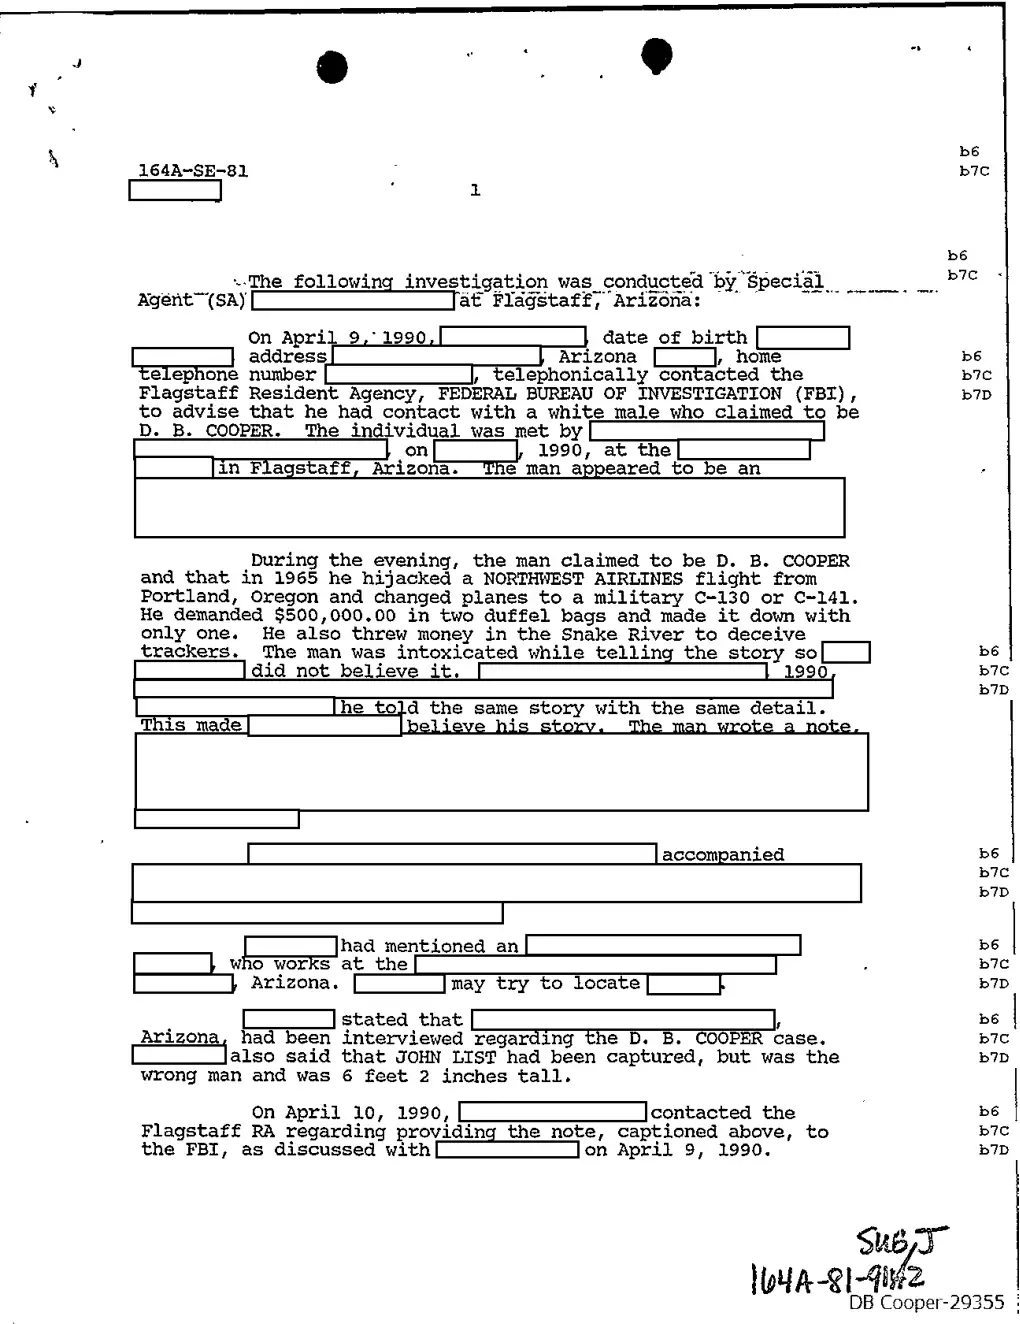 b6
164A-SE-81 b7C
1
b6
The following investigation was conducted by Special b7C
Agent (SA) at Flagstaff, Arizona:
On April 9, 1990, , date of birth
address , Arizona , home b6
telephone number , telephonically contacted the b7C
Flagstaff Resident Agency, FEDERAL BUREAU OF INVESTIGATION (FBI), b7D
to advise that he had contact with a white male who claimed to be
D. B. COOPER. The individual was met by
, on , 1990, at the
in Flagstaff, Arizona. The man appeared to be an
During the evening, the man claimed to be D. B. COOPER
and that in 1965 he hijacked a NORTHWEST AIRLINES flight from
Portland, Oregon and changed planes to a military C-130 or C-141.
He demanded $500,000.00 in two duffel bags and made it down with
only one. He also threw money in the Snake River to deceive
trackers. The man was intoxicated while telling the story so b6
did not believe it. , 1990, b7C
b7D
he told the same story with the same detail.
This made believe his story. The man wrote a note,
accompanied b6
b7C
b7D
had mentioned an b6
, who works at the b7C
, Arizona. may try to locate . b7D
stated that , b6
Arizona, had been interviewed regarding the D. B. COOPER case. b7C
also said that JOHN LIST had been captured, but was the b7D
wrong man and was 6 feet 2 inches tall.
On April 10, 1990, contacted the b6
Flagstaff RA regarding providing the note, captioned above, to b7C
the FBI, as discussed with on April 9, 1990. b7D
SUB, J
DB Cooper-29355